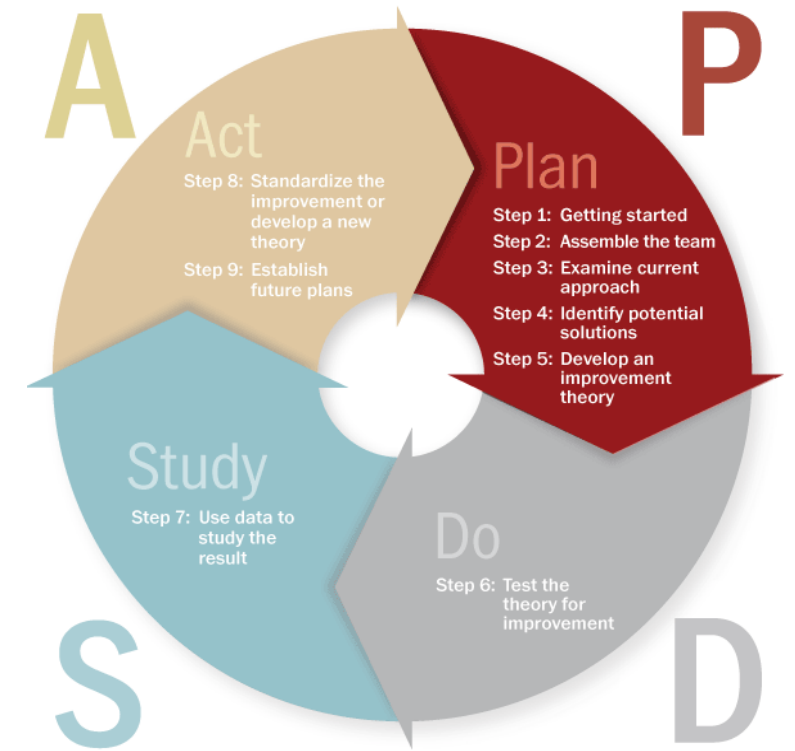 A
P
Act
Step 8: Standardize the
improvement or
develop a new
theory
Step 9: Establish
future plans
Plan
Step 1: Getting started
Step 2: Assemble the team
Step 3: Examine current
approach
Step 4: Identify potential
solutions
Step 5: Develop an
improvement
theory
Study
Step 7: Use data to
study the
result
Do
Step 6: Test the
theory for
improvement
S
D